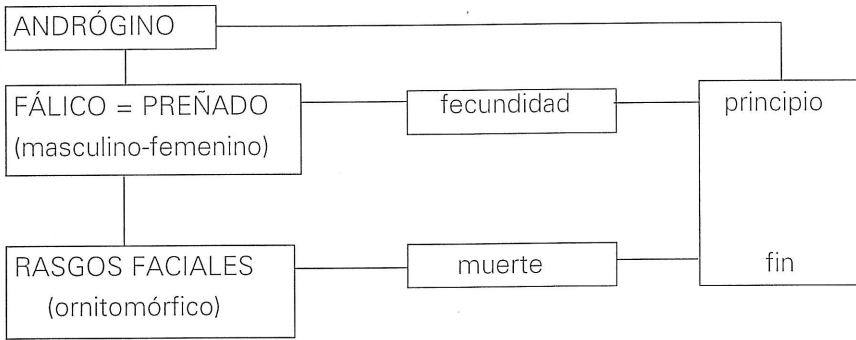 ANDRÓGINO
FÁLICO = PREÑADO
(masculino-femenino)
fecundidad
principio
RASGOS FACIALES
(ornitomórfico)
muerte
fin